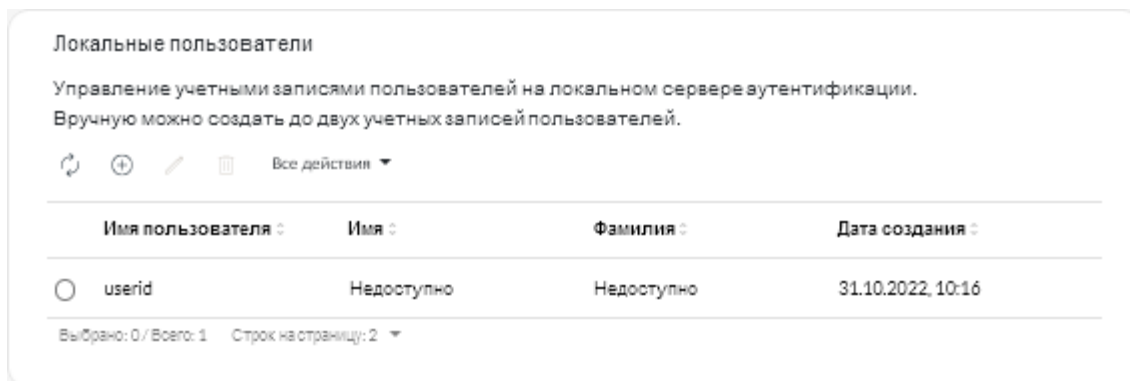 Локальные пользователи
Управление учетными записями пользователей на локальном сервере аутентификации.
Вручную можно создать до двух учетных записей пользователей.
Все действия
Имя пользователя Имя Фамилия Дата создания
userid Недоступно Недоступно 31.10.2022, 10:16
Выбрано: 0 / Всего: 1 Строк на страницу: 2